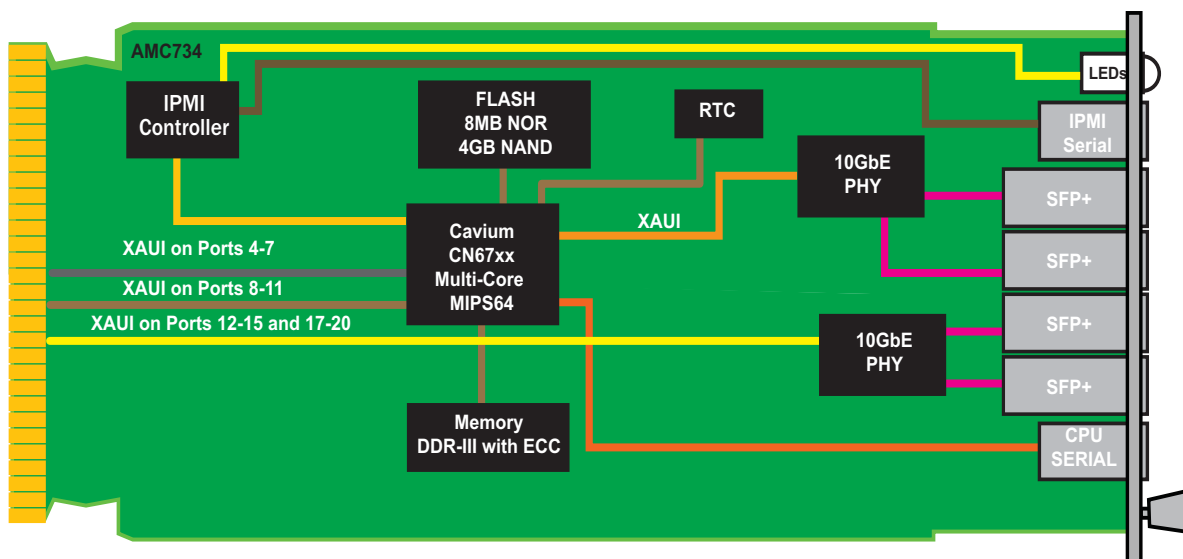 AMC734
LEDs
IPMI
Controller
FLASH
8MB NOR
4GB NAND
RTC
IPMI
Serial
10GbE
PHY
SFP+
XAUI
Cavium
CN67xx
Multi-Core
MIPS64
XAUI on Ports 4-7
SFP+
XAUI on Ports 8-11
XAUI on Ports 12-15 and 17-20
SFP+
10GbE
PHY
SFP+
Memory
DDR-III with ECC
CPU
SERIAL